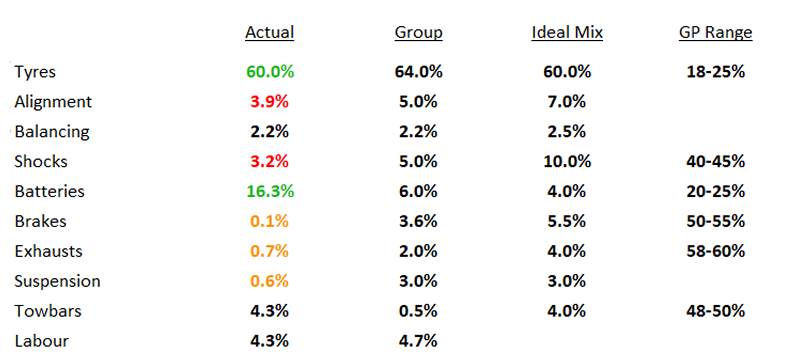 Actual Group Ideal Mix GP Range
Tyres 60.0% 64.0% 60.0% 18-25%
Alignment 3.9% 5.0% 7.0%
Balancing 2.2% 2.2% 2.5%
Shocks 3.2% 5.0% 10.0% 40-45%
Batteries 16.3% 6.0% 4.0% 20-25%
Brakes 0.1% 3.6% 5.5% 50-55%
Exhausts 0.7% 2.0% 4.0% 58-60%
Suspension 0.6% 3.0% 3.0%
Towbars 4.3% 0.5% 4.0% 48-50%
Labour 4.3% 4.7%